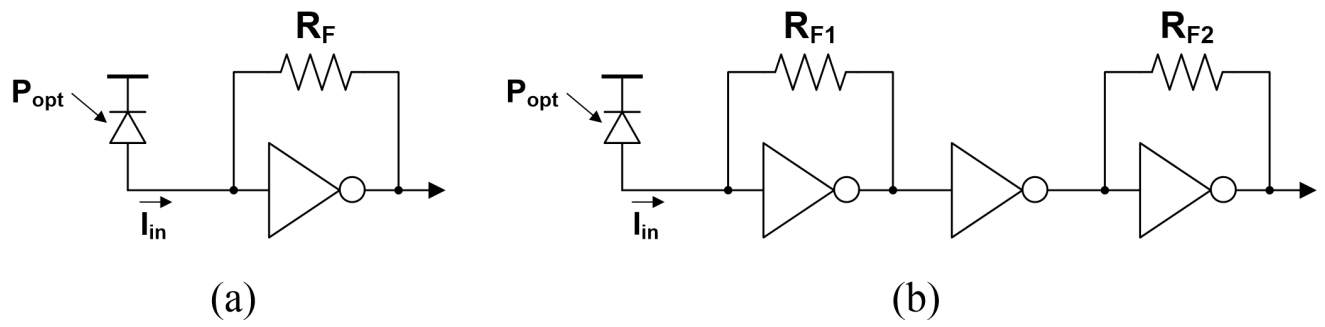 R_F
P_opt
I_in
(a)
R_F1
R_F2
P_opt
I_in
(b)